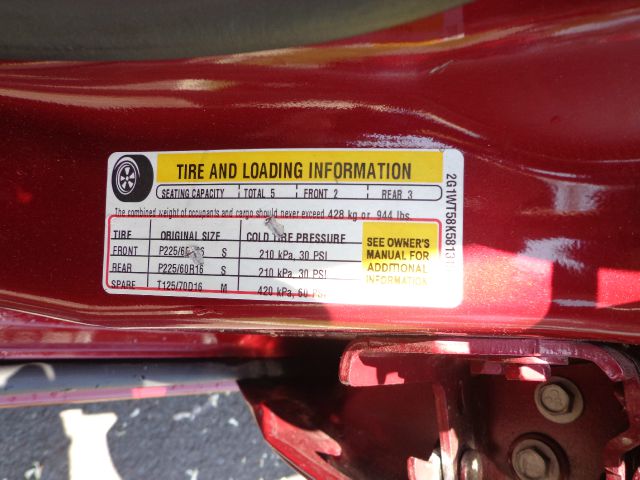 TIRE AND LOADING INFORMATION
SEATING CAPACITY TOTAL 5 FRONT 2 REAR 3
The combined weight of occupants and cargo should never exceed 428 kg or 944 lbs.
TIRE ORIGINAL SIZE COLD TIRE PRESSURE
FRONT S 210 kPa, 30 PSI
REAR P225/60R16 S 210 kPa, 30 PSI
SPARE T125/70D16 M 420 kPa, 60 PSI
SEE OWNER'S
MANUAL FOR
ADDITIONAL
INFORMATION